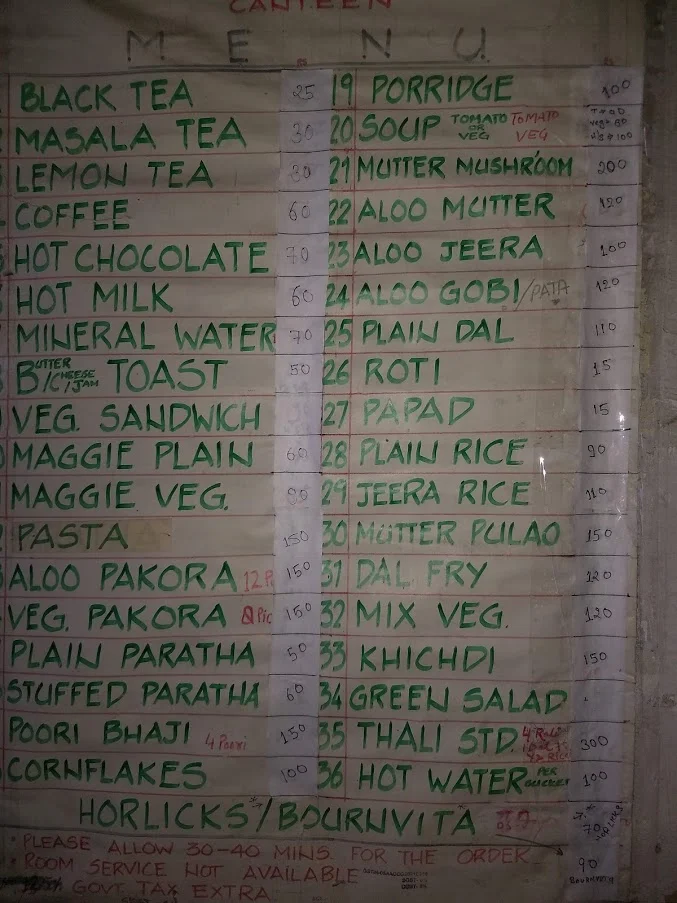 CANTEEN
MENU
BLACK TEA 25
MASALA TEA 30
LEMON TEA 30
COFFEE 60
HOT CHOCOLATE 70
HOT MILK 60
MINERAL WATER 70
BUTTER/CHEESE/JAM TOAST 50
VEG. SANDWICH
MAGGIE PLAIN 60
MAGGIE VEG.
PASTA 150
ALOO PAKORA 12 150
VEG. PAKORA 150
PLAIN PARATHA 50
STUFFED PARATHA 60
POORI BHAJI 4 Poori 150
CORNFLAKES 100
19 PORRIDGE 100
20 SOUP TOMATO OR VEG TOMATO VEG
21 MUTTER MUSHROOM 200
22 ALOO MUTTER 120
23 ALOO JEERA 100
24 ALOO GOBI/PATA 120
25 PLAIN DAL 110
26 ROTI 15
27 PAPAD 15
28 PLAIN RICE 90
29 JEERA RICE 110
30 MUTTER PULAO 150
31 DAL FRY 120
32 MIX VEG. 120
33 KHICHDI 150
34 GREEN SALAD
35 THALI STD. 300
36 HOT WATER PER 100
HORLICKS*/BOURNVITA* 70
90
* PLEASE ALLOW 30-40 MINS FOR THE ORDER
* ROOM SERVICE NOT AVAILABLE
GOVT TAX EXTRA